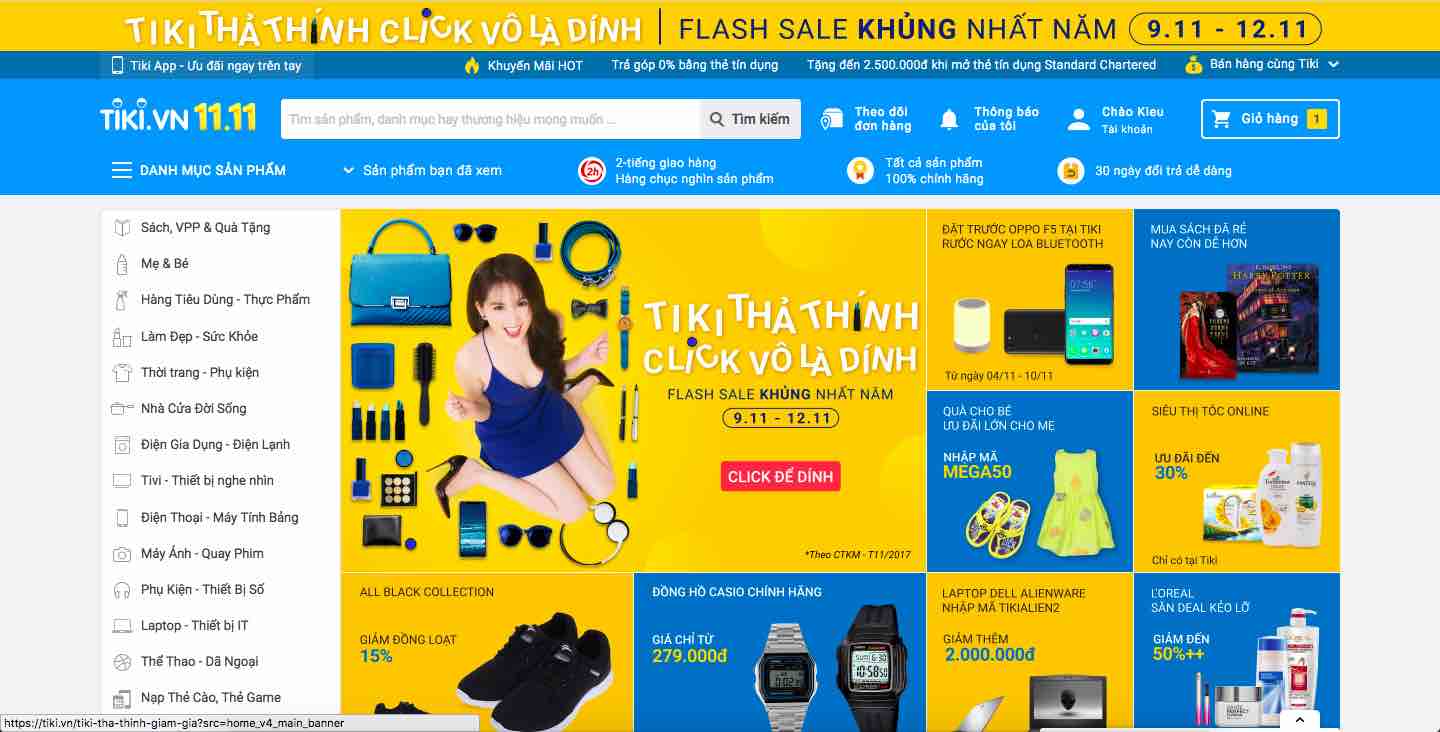 TIKI THẢ THÍNH CLICK VÔ LÀ DÍNH
FLASH SALE KHỦNG NHẤT NĂM 9.11 - 12.11
Tiki App - Ưu đãi ngay trên tay
Khuyến Mãi HOT
Trả góp 0% bằng thẻ tín dụng
Tặng đến 2.500.000đ khi mở thẻ tín dụng Standard Chartered
Bán hàng cùng Tiki
TIKI.VN 11.11
Tìm sản phẩm, danh mục hay thương hiệu mong muốn ...
Tìm kiếm
Theo dõi
đơn hàng
Thông báo
của tôi
Chào Kieu
Tài khoản
Giỏ hàng 1
DANH MỤC SẢN PHẨM
Sản phẩm bạn đã xem
2h
2-tiếng giao hàng
Hàng chục nghìn sản phẩm
Tất cả sản phẩm
100% chính hãng
30 ngày đổi trả dễ dàng
Sách, VPP & Quà Tặng
Mẹ & Bé
Hàng Tiêu Dùng - Thực Phẩm
Làm Đẹp - Sức Khỏe
Thời trang - Phụ kiện
Nhà Cửa Đời Sống
Điện Gia Dụng - Điện Lạnh
Tivi - Thiết bị nghe nhìn
Điện Thoại - Máy Tính Bảng
Máy Ảnh - Quay Phim
Phụ Kiện - Thiết Bị Số
Laptop - Thiết bị IT
Thể Thao - Dã Ngoại
Nạp Thẻ Cào, Thẻ Game
TIKI THẢ THÍNH
CLICK VÔ LÀ DÍNH
FLASH SALE KHỦNG NHẤT NĂM
9.11 - 12.11
CLICK ĐỂ DÍNH
*Theo CTKM - T11/2017
ĐẶT TRƯỚC OPPO F5 TẠI TIKI
RƯỚC NGAY LOA BLUETOOTH
07:56
Từ ngày 04/11 - 10/11
MUA SÁCH ĐÃ RẺ
NAY CÒN DỄ HƠN
HARRY POTTER
QUÀ CHO BÉ
ƯU ĐÃI LỚN CHO MẸ
NHẬP MÃ
MEGA50
SIÊU THỊ TÓC ONLINE
ƯU ĐÃI ĐẾN
30%
Chỉ có tại Tiki
ALL BLACK COLLECTION
GIẢM ĐỒNG LOẠT
15%
ĐỒNG HỒ CASIO CHÍNH HÃNG
GIÁ CHỈ TỪ
279.000đ
LAPTOP DELL ALIENWARE
NHẬP MÃ TIKIALIEN2
GIẢM THÊM
2.000.000đ
L'OREAL
SĂN DEAL KẺO LỠ
GIẢM ĐẾN
50%++
https://tiki.vn/tiki-tha-thinh-giam-gia?src=home_v4_main_banner